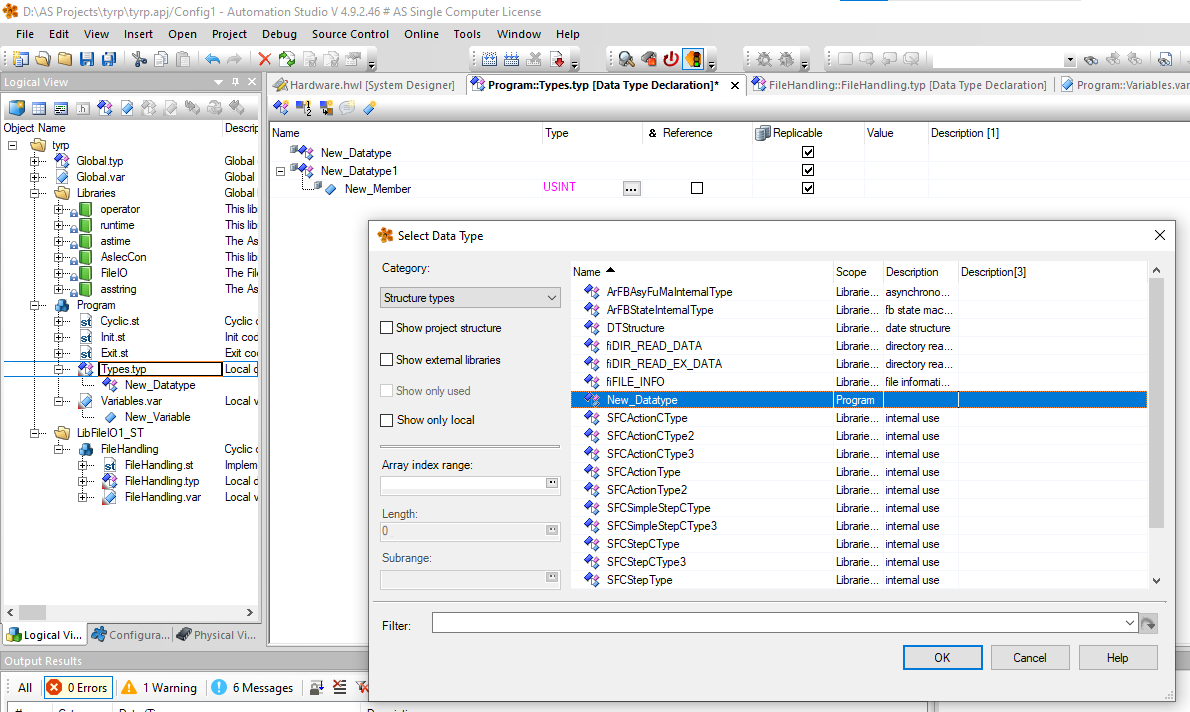 D:\AS Projects\tyrp\tyrp.apj/Config1 - Automation Studio V 4.9.2.46 # AS Single Computer License
File Edit View Insert Open Project Debug Source Control Online Tools Window Help
Logical View
Hardware.hwl [System Designer]
Program::Types.typ [Data Type Declaration]*
FileHandling::FileHandling.typ [Data Type Declaration]
Program::Variables.var
Object Name Descrip
tyrp
Global.typ Global
Global.var Global
Libraries Global
operator This lib
runtime This lib
astime The As
AsIecCon This lib
FileIO The File
asstring The As
Program
Cyclic.st Cyclic c
Init.st Init cod
Exit.st Exit coo
Types.typ Local d
New_Datatype
Variables.var Local v
New_Variable
LibFileIO1_ST
FileHandling Cyclic c
FileHandling.st Implem
FileHandling.typ Local d
FileHandling.var Local v
Logical Vi... Configura... Physical Vi...
Name Type & Reference Replicable Value Description [1]
New_Datatype
New_Datatype1
New_Member USINT ...
Select Data Type
Category:
Structure types
Show project structure
Show external libraries
Show only used
Show only local
Array index range:
Length:
0
Subrange:
Name Scope Description Description[3]
ArFBAsyFuMaInternalType Librarie... asynchrono...
ArFBStateInternalType Librarie... fb state mac...
DTStructure Librarie... date structure
fiDIR_READ_DATA Librarie... directory rea...
fiDIR_READ_EX_DATA Librarie... directory rea...
fiFILE_INFO Librarie... file informati...
New_Datatype Program
SFCActionCType Librarie... internal use
SFCActionCType2 Librarie... internal use
SFCActionCType3 Librarie... internal use
SFCActionType Librarie... internal use
SFCActionType2 Librarie... internal use
SFCSimpleStepCType Librarie... internal use
SFCSimpleStepCType3 Librarie... internal use
SFCStepCType Librarie... internal use
SFCStepCType3 Librarie... internal use
SFCStepType Librarie... internal use
Filter:
OK Cancel Help
Output Results
All 0 Errors 1 Warning 6 Messages